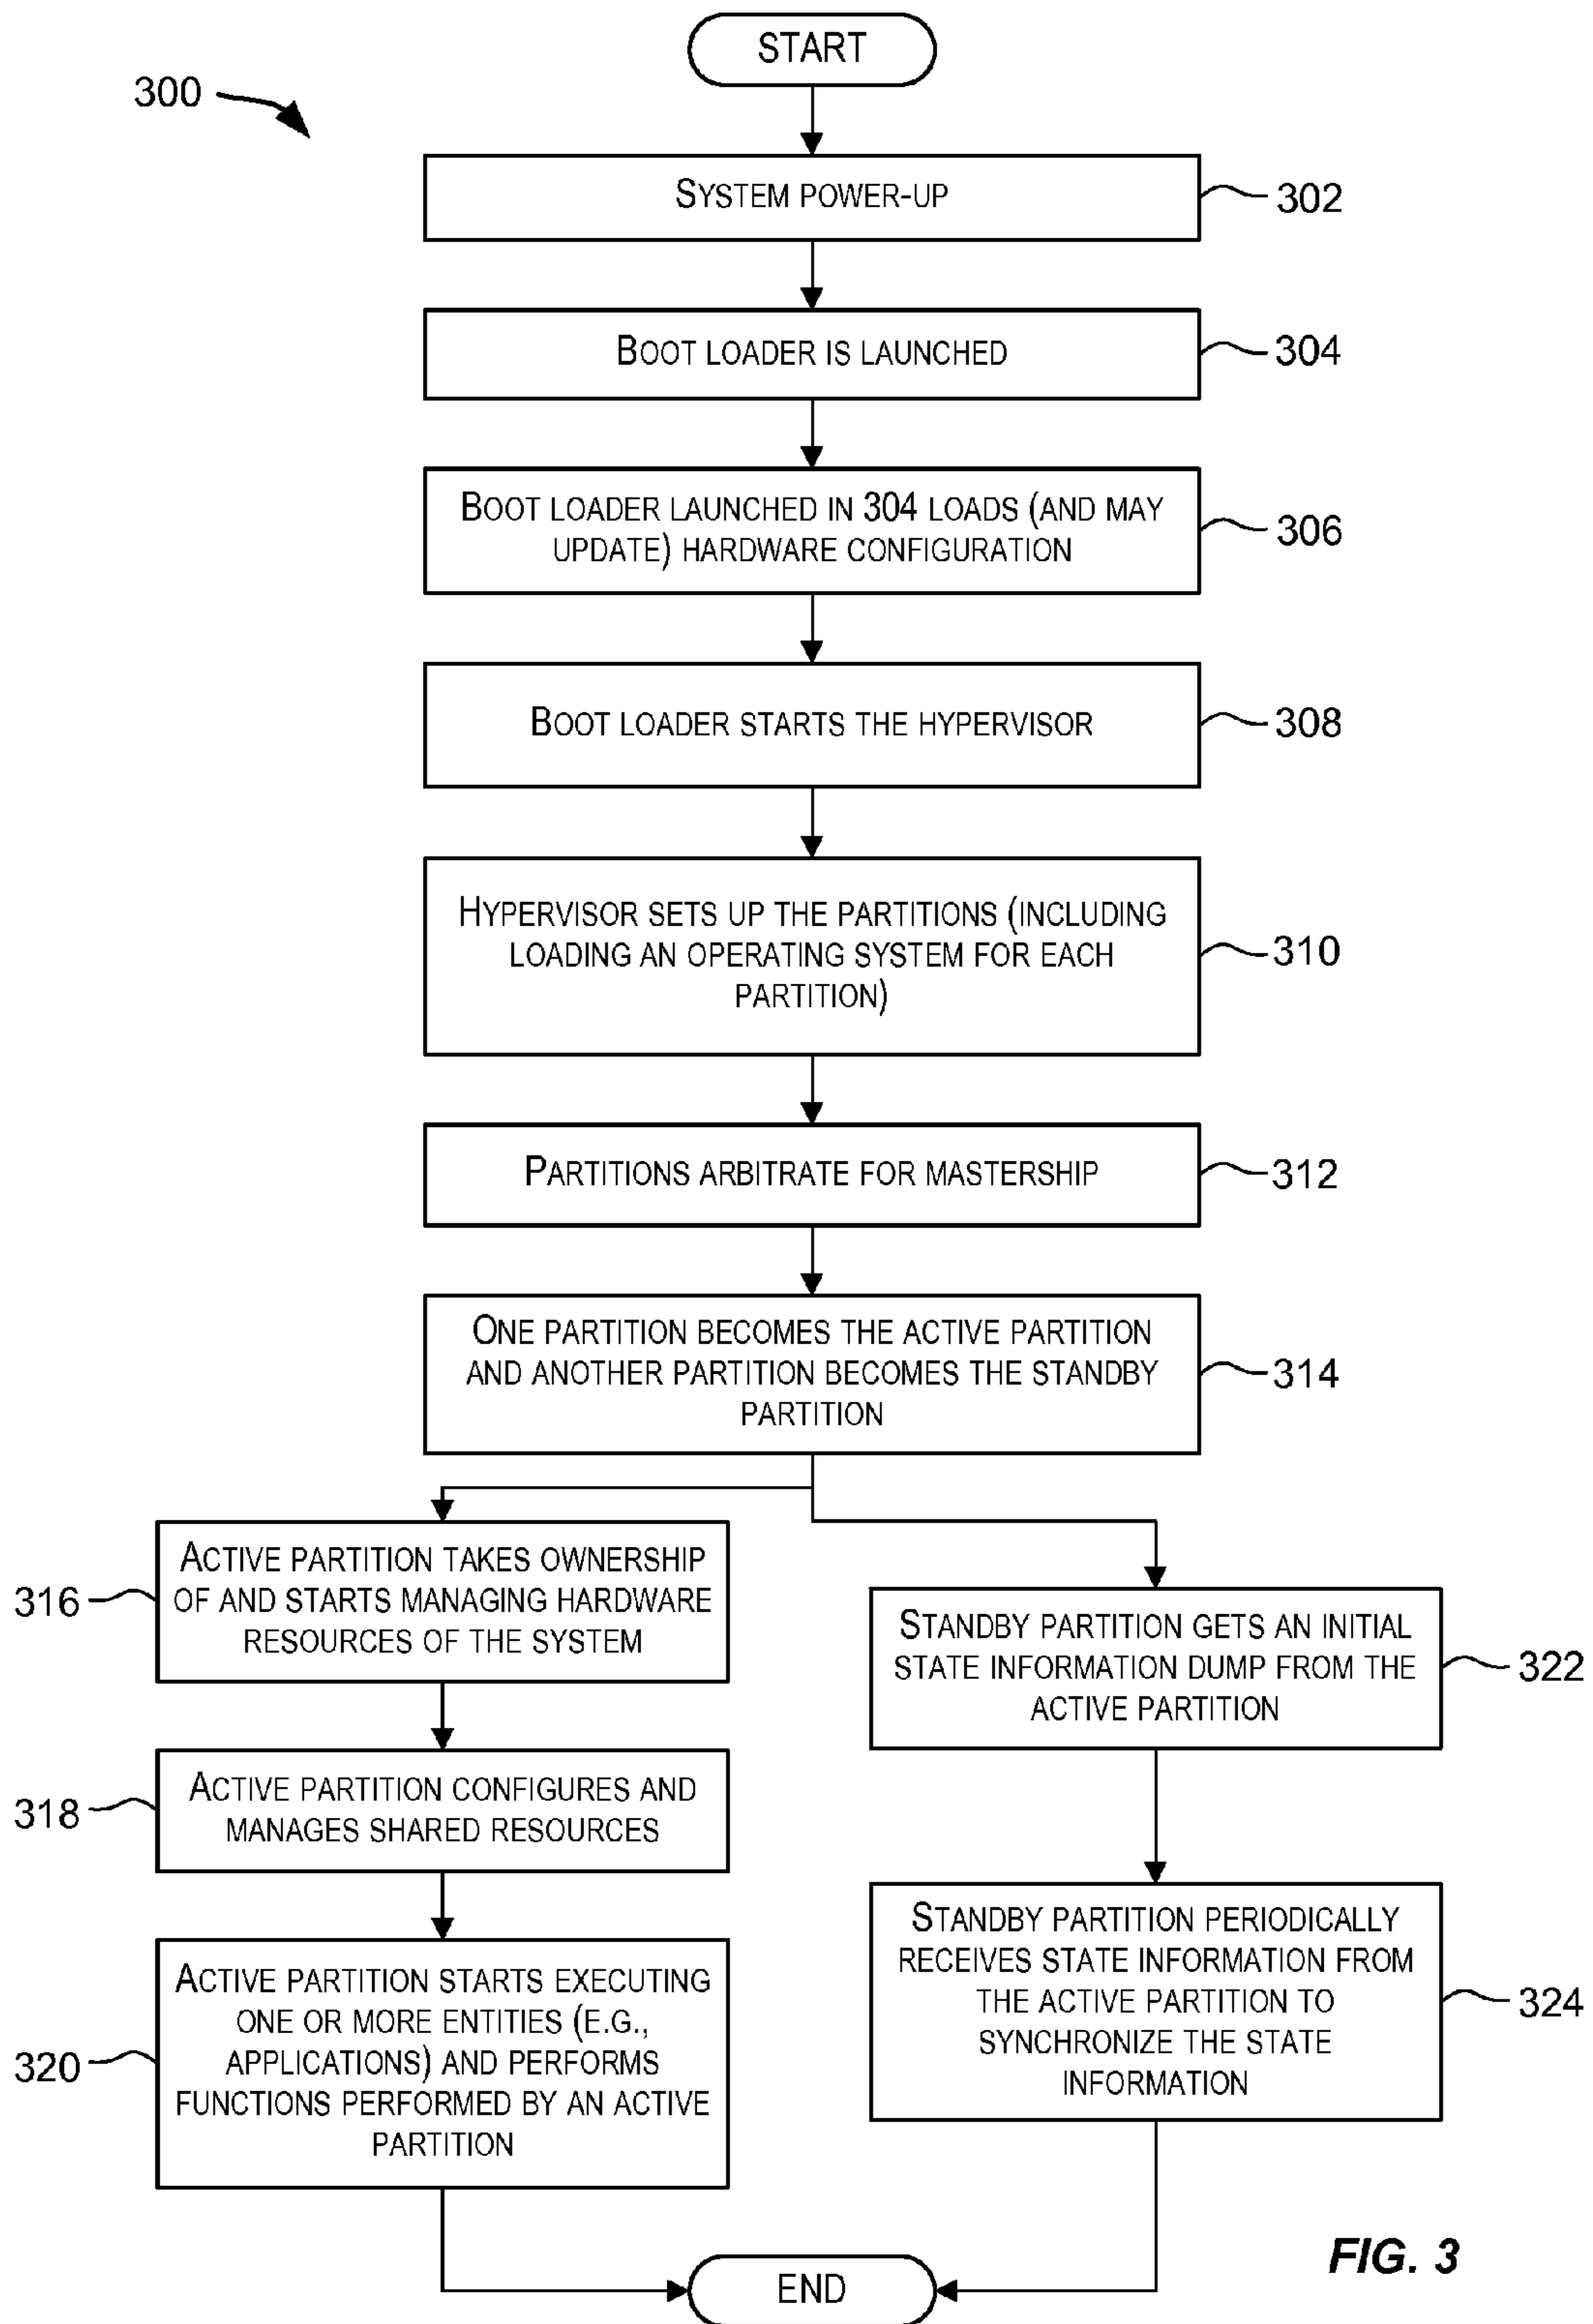 START
300
SYSTEM POWER-UP
302
BOOT LOADER IS LAUNCHED
304
BOOT LOADER LAUNCHED IN 304 LOADS (AND MAY
UPDATE) HARDWARE CONFIGURATION
306
BOOT LOADER STARTS THE HYPERVISOR
308
HYPERVISOR SETS UP THE PARTITIONS (INCLUDING
LOADING AN OPERATING SYSTEM FOR EACH
PARTITION)
310
PARTITIONS ARBITRATE FOR MASTERSHIP
312
ONE PARTITION BECOMES THE ACTIVE PARTITION
AND ANOTHER PARTITION BECOMES THE STANDBY
PARTITION
314
316
ACTIVE PARTITION TAKES OWNERSHIP
OF AND STARTS MANAGING HARDWARE
RESOURCES OF THE SYSTEM
318
ACTIVE PARTITION CONFIGURES AND
MANAGES SHARED RESOURCES
320
ACTIVE PARTITION STARTS EXECUTING
ONE OR MORE ENTITIES (E.G.,
APPLICATIONS) AND PERFORMS
FUNCTIONS PERFORMED BY AN ACTIVE
PARTITION
STANDBY PARTITION GETS AN INITIAL
STATE INFORMATION DUMP FROM THE
ACTIVE PARTITION
322
STANDBY PARTITION PERIODICALLY
RECEIVES STATE INFORMATION FROM
THE ACTIVE PARTITION TO
SYNCHRONIZE THE STATE
INFORMATION
324
END
FIG. 3